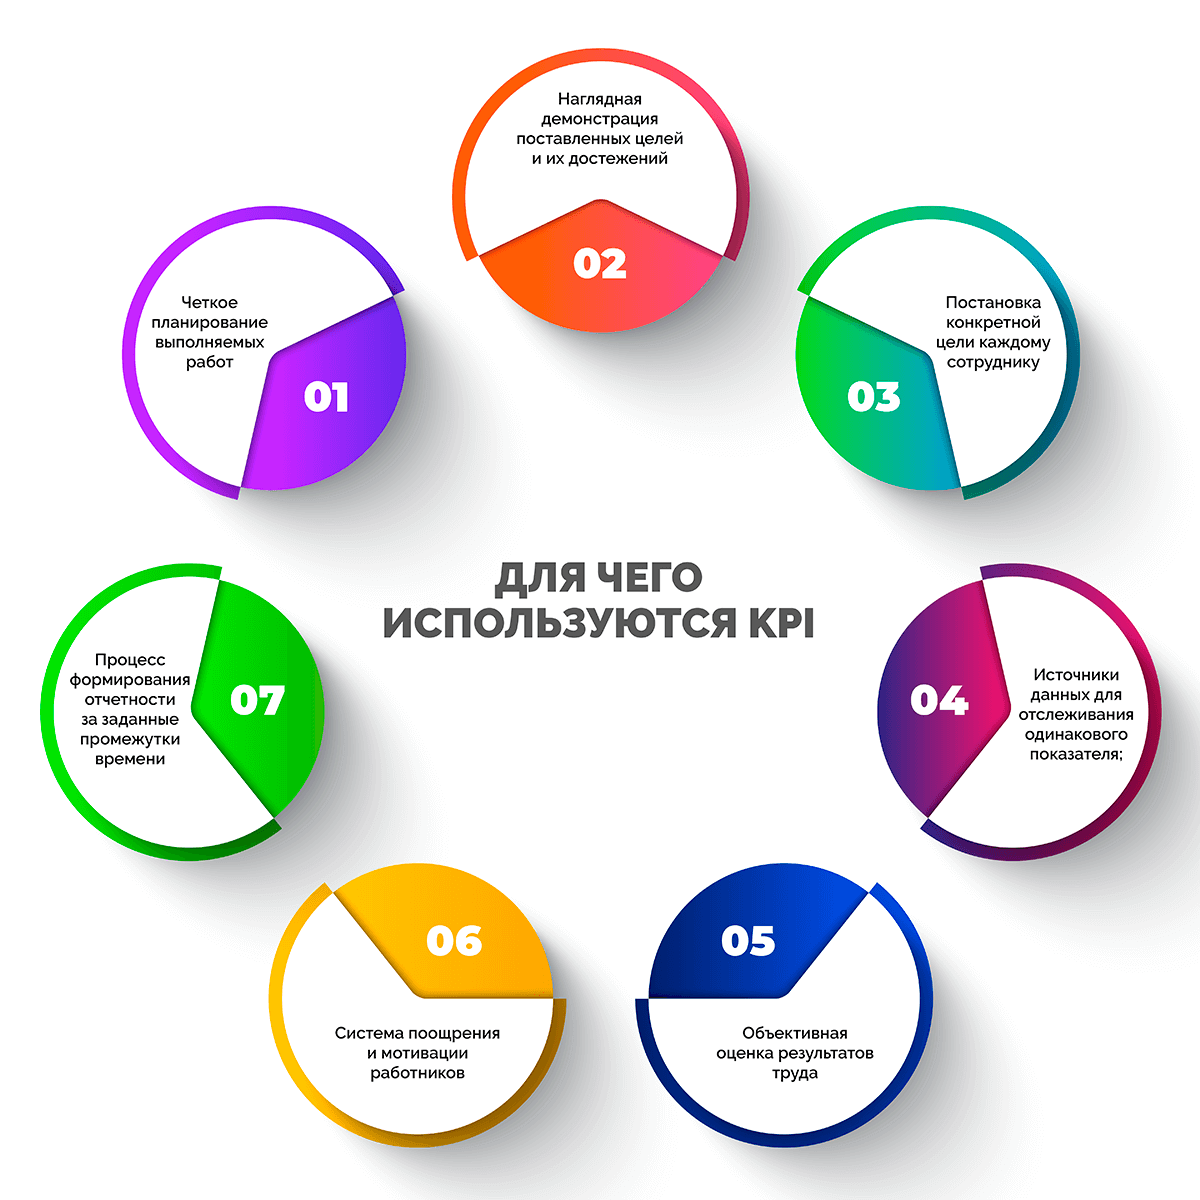 ДЛЯ ЧЕГО
ИСПОЛЬЗУЮТСЯ KPI
01
Четкое
планирование
выполняемых
работ
02
Наглядная
демонстрация
поставленных целей
и их достежений
03
Постановка
конкретной
цели каждому
сотруднику
04
Источники
данных для
отслеживания
одинакового
показателя;
05
Объективная
оценка результатов
труда
06
Система поощрения
и мотивации
работников
07
Процесс
формирования
отчетности
за заданные
промежутки
времени